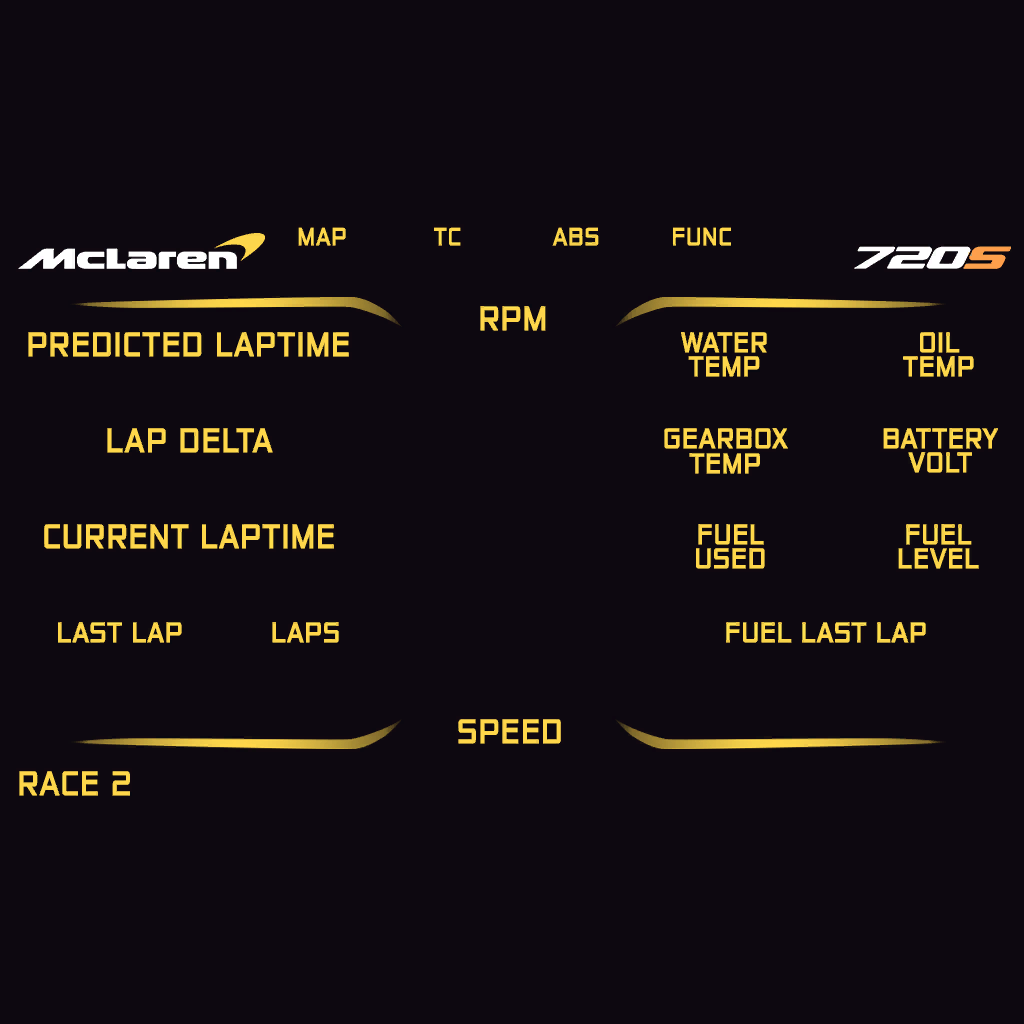 McLaren MAP TC ABS FUNC 720S
RPM
PREDICTED LAPTIME
WATER TEMP
OIL TEMP
LAP DELTA
GEARBOX TEMP
BATTERY VOLT
CURRENT LAPTIME
FUEL USED
FUEL LEVEL
LAST LAP LAPS FUEL LAST LAP
SPEED
RACE 2